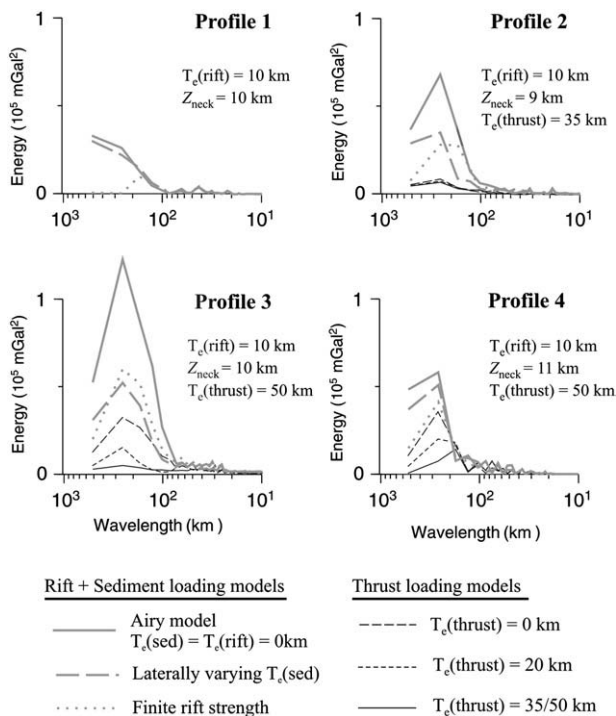 Profile 1
Energy (10⁵ mGal²)
1
0
Tₑ(rift) = 10 km
Z_neck = 10 km
10³
10²
10¹
Profile 2
Energy (10⁵ mGal²)
1
0
Tₑ(rift) = 10 km
Z_neck = 9 km
Tₑ(thrust) = 35 km
10³
10²
10¹
Profile 3
Energy (10⁵ mGal²)
1
0
Tₑ(rift) = 10 km
Z_neck = 10 km
Tₑ(thrust) = 50 km
10³
10²
10¹
Wavelength (km)
Profile 4
Energy (10⁵ mGal²)
1
0
Tₑ(rift) = 10 km
Z_neck = 11 km
Tₑ(thrust) = 50 km
10³
10²
10¹
Wavelength (km)
Rift + Sediment loading models
Airy model
Tₑ(sed) = Tₑ(rift) = 0km
Laterally varying Tₑ(sed)
Finite rift strength
Thrust loading models
Tₑ(thrust) = 0 km
Tₑ(thrust) = 20 km
Tₑ(thrust) = 35/50 km